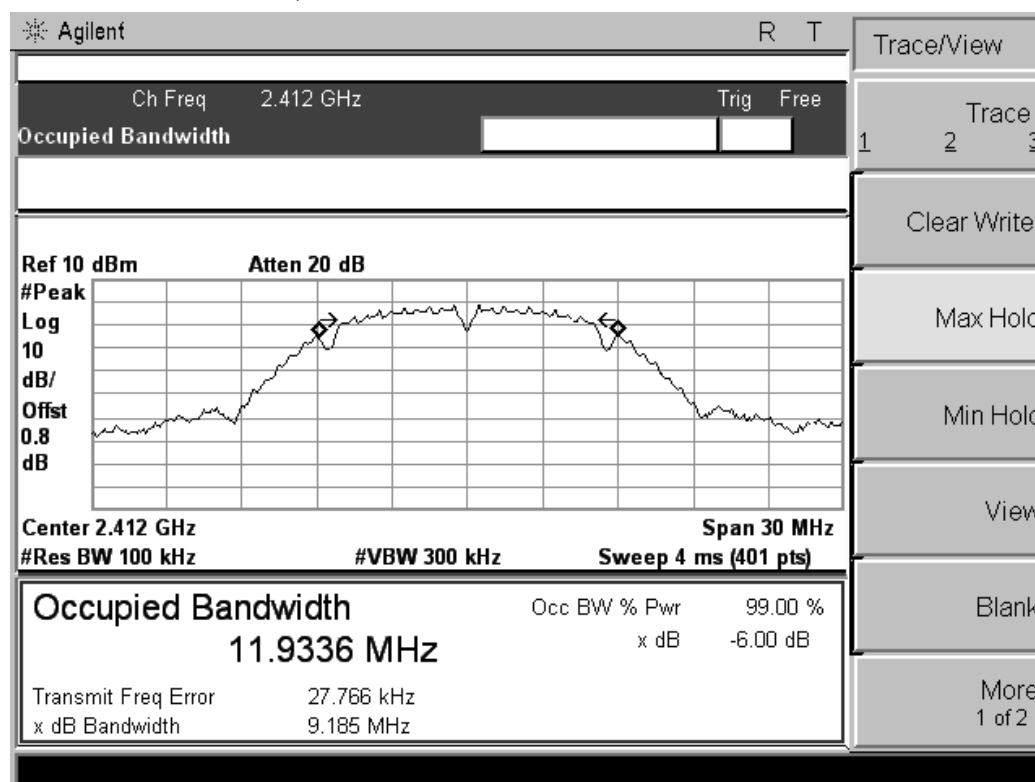 Agilent R T
Trace/View
Ch Freq 2.412 GHz Trig Free
Occupied Bandwidth
Trace
1 2 3
Clear Write
Max Hold
Min Hold
View
Blank
More
1 of 2
Ref 10 dBm Atten 20 dB
#Peak
Log
10
dB/
Offst
0.8
dB
Center 2.412 GHz Span 30 MHz
#Res BW 100 kHz #VBW 300 kHz Sweep 4 ms (401 pts)
Occupied Bandwidth
11.9336 MHz
Occ BW % Pwr 99.00 %
x dB -6.00 dB
Transmit Freq Error 27.766 kHz
x dB Bandwidth 9.185 MHz